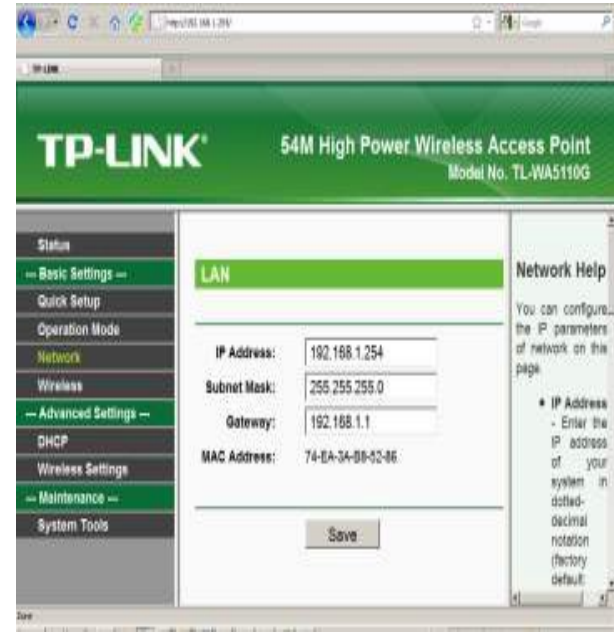 TP-LINK
TP-LINK®
54M High Power Wireless Access Point
Model No. TL-WA5110G
Status
--- Basic Settings ---
Quick Setup
Operation Mode
Network
Wireless
--- Advanced Settings ---
DHCP
Wireless Settings
--- Maintenance ---
System Tools
LAN
IP Address: 192.168.1.254
Subnet Mask: 255.255.255.0
Gateway: 192.168.1.1
MAC Address: 74-EA-3A-B8-52-86
Save
Network Help
You can configure
the IP parameters
of network on this
page.
• IP Address
- Enter the
IP address
of your
system in
dotted-
decimal
notation
(factory
default: